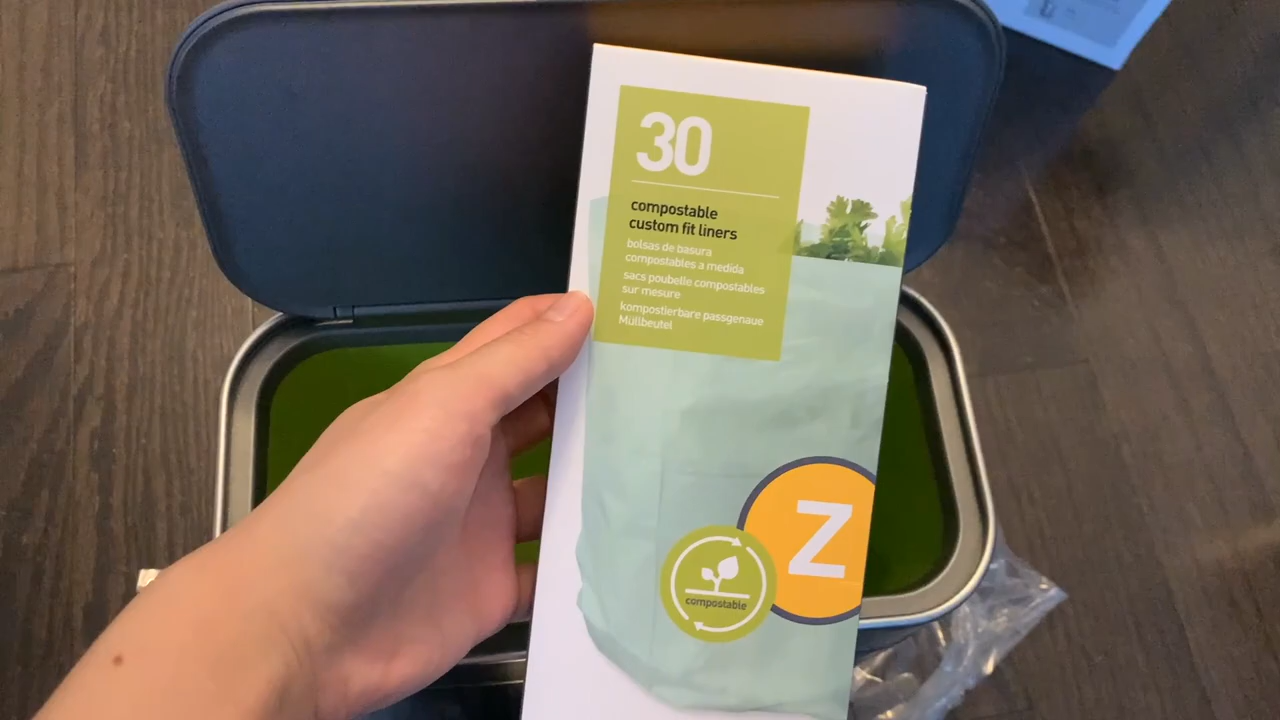 30
compostable
custom fit liners
bolsas de basura
compostables a medida
sacs poubelle compostables
sur mesure
kompostierbare passgenaue
Müllbeutel
Z
compostable